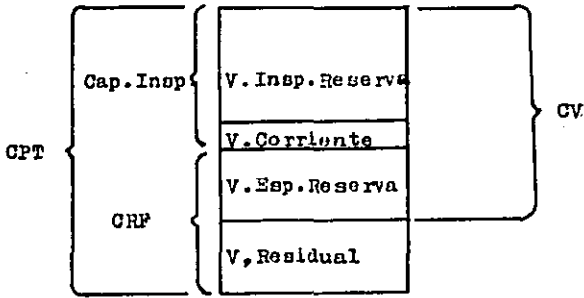 Cap.Insp
V.Insp.Reserva
CV
V.Corriente
CPT
V.Esp.Reserva
CRF
V,Residual